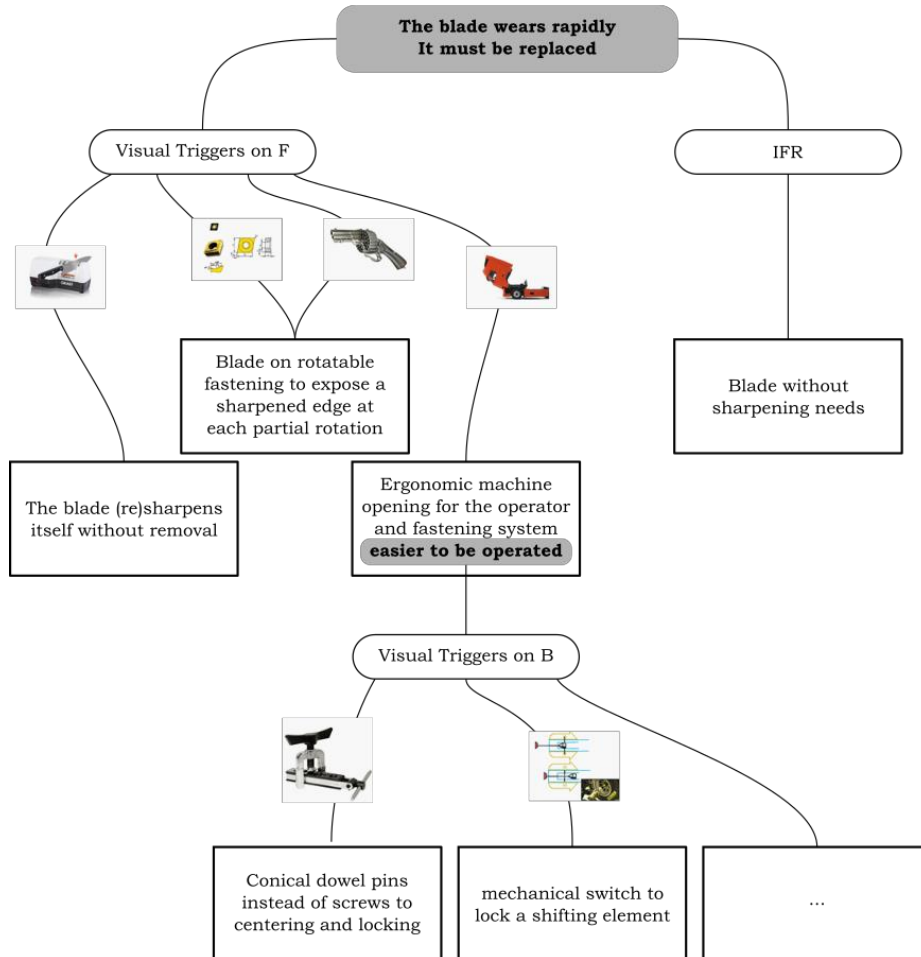 The blade wears rapidly
It must be replaced
Visual Triggers on F
IFR
Blade on rotatable
fastening to expose a
sharpened edge at
each partial rotation
Blade without
sharpening needs
The blade (re)sharpens
itself without removal
Ergonomic machine
opening for the operator
and fastening system
easier to be operated
Visual Triggers on B
Conical dowel pins
instead of screws to
centering and locking
mechanical switch to
lock a shifting element
...